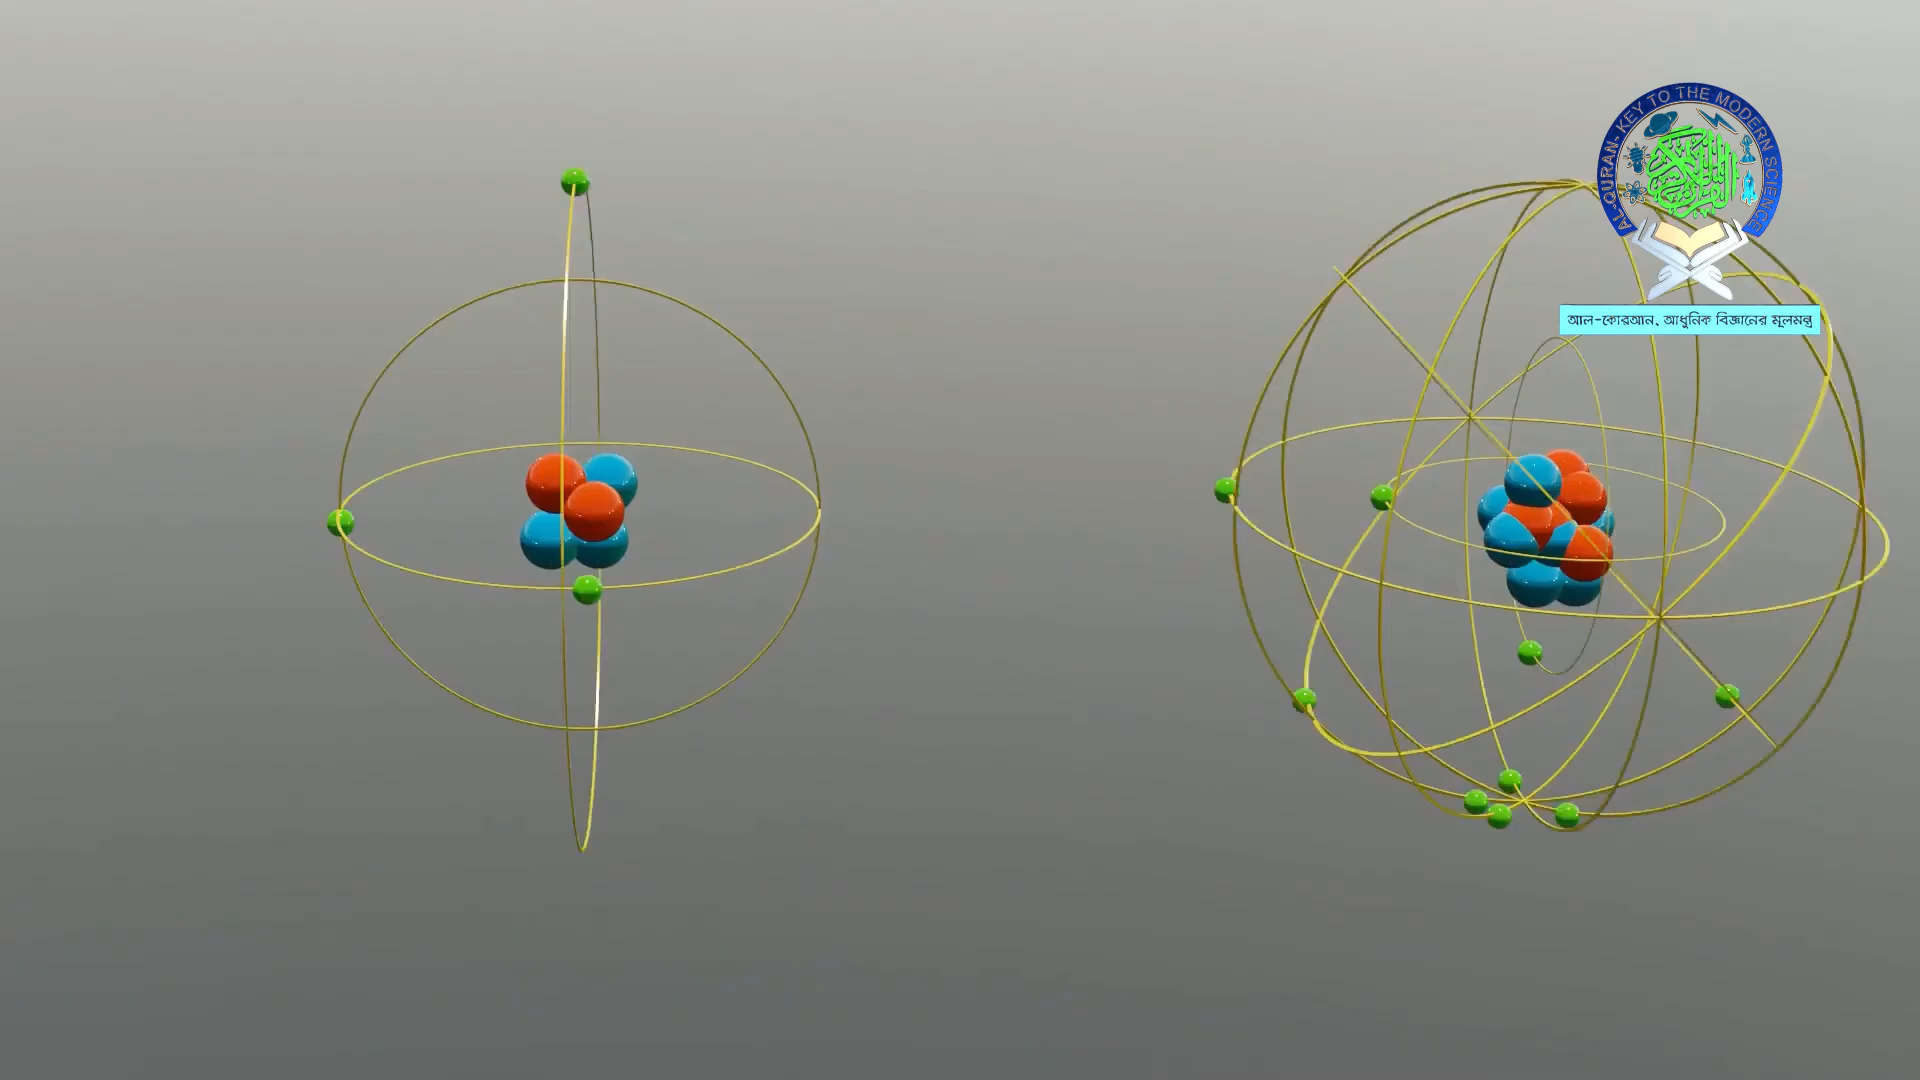 AL-QURAN- KEY TO THE MODERN SCIENCE
আল-কোরআন, আধুনিক বিজ্ঞানের মূলমন্ত্র